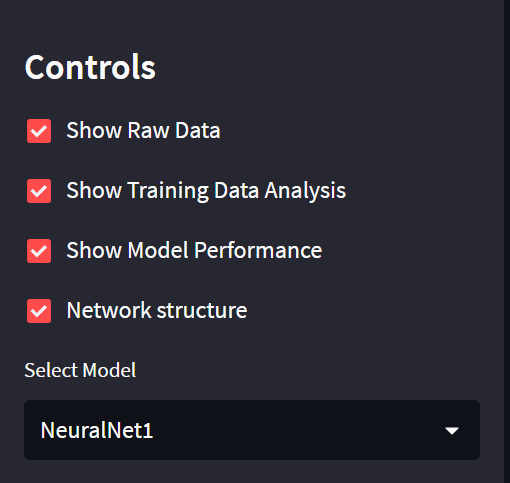 Controls
Show Raw Data
Show Training Data Analysis
Show Model Performance
Network structure
Select Model
NeuralNet1